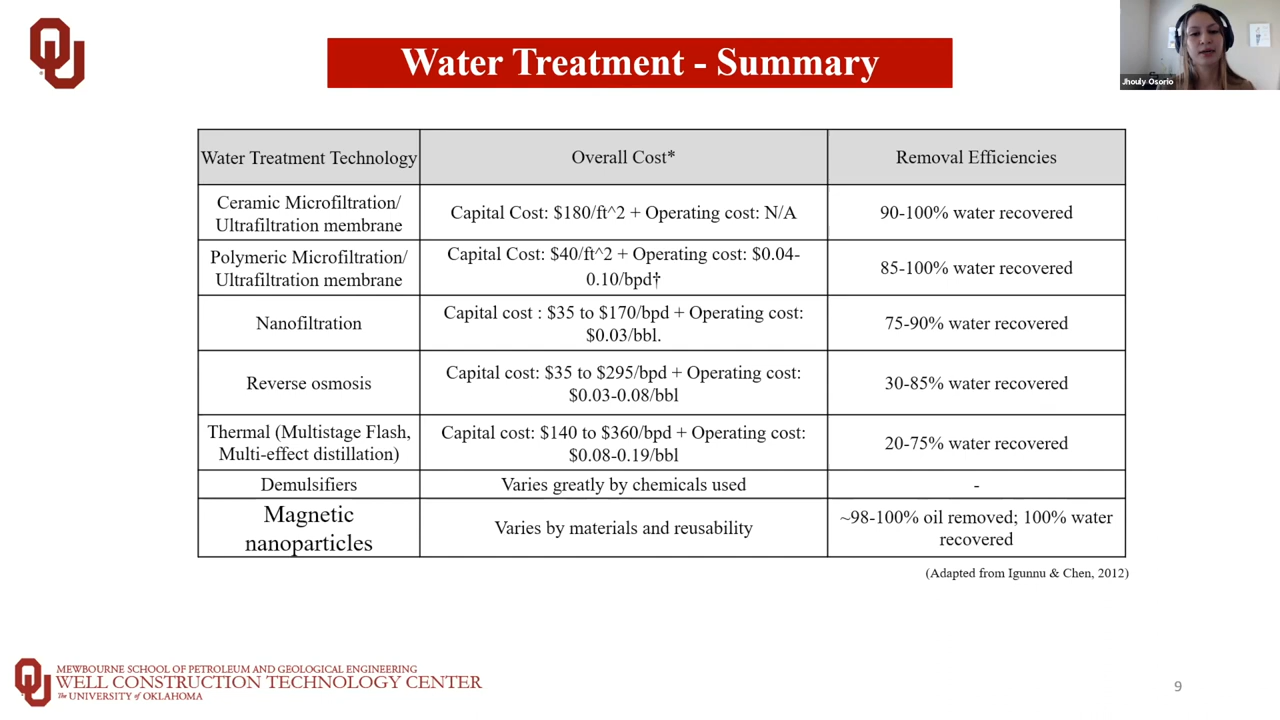 OU
Water Treatment - Summary
Jhouly Osorio
Water Treatment Technology
Overall Cost*
Removal Efficiencies
Ceramic Microfiltration/
Ultrafiltration membrane
Capital Cost: $180/ft^2 + Operating cost: N/A
90-100% water recovered
Polymeric Microfiltration/
Ultrafiltration membrane
Capital Cost: $40/ft^2 + Operating cost: $0.04-
0.10/bpd†
85-100% water recovered
Nanofiltration
Capital cost : $35 to $170/bpd + Operating cost:
$0.03/bbl.
75-90% water recovered
Reverse osmosis
Capital cost: $35 to $295/bpd + Operating cost:
$0.03-0.08/bbl
30-85% water recovered
Thermal (Multistage Flash,
Multi-effect distillation)
Capital cost: $140 to $360/bpd + Operating cost:
$0.08-0.19/bbl
20-75% water recovered
Demulsifiers
Varies greatly by chemicals used
-
Magnetic
nanoparticles
Varies by materials and reusability
~98-100% oil removed; 100% water
recovered
(Adapted from Igunnu & Chen, 2012)
OU
MEWBOURNE SCHOOL OF PETROLEUM AND GEOLOGICAL ENGINEERING
WELL CONSTRUCTION TECHNOLOGY CENTER
The UNIVERSITY of OKLAHOMA
9